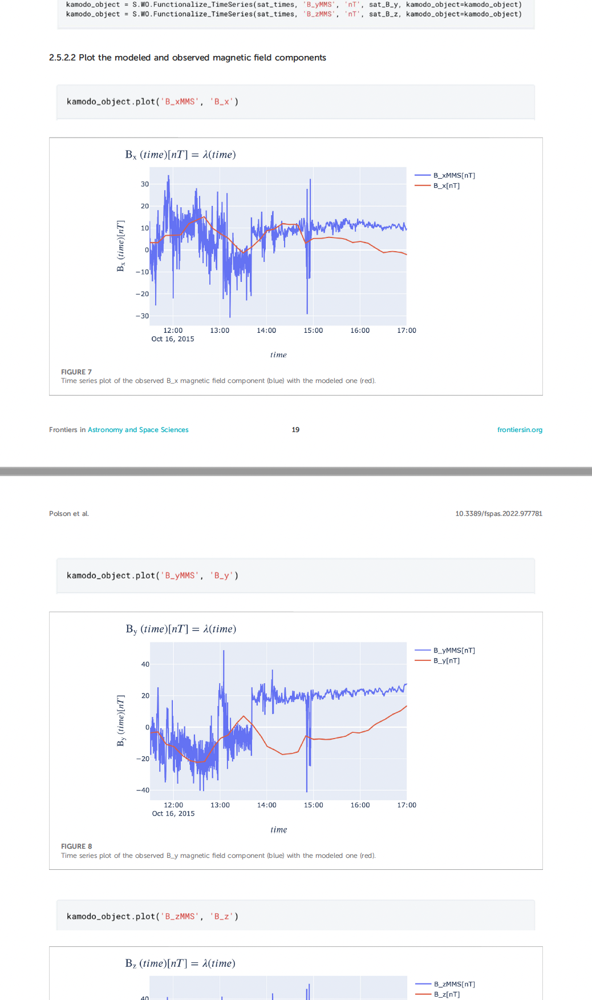 kamodo_object = S.WO.Functionalize_TimeSeries(sat_times, 'B_yMMS', 'nT', sat_B_y, kamodo_object=kamodo_object)
kamodo_object = S.WO.Functionalize_TimeSeries(sat_times, 'B_zMMS', 'nT', sat_B_z, kamodo_object=kamodo_object)
2.5.2.2 Plot the modeled and observed magnetic field components
kamodo_object.plot('B_xMMS', 'B_x')
Bx (time)[nT] = λ(time)
B_xMMS[nT]
B_x[nT]
Bx (time)[nT]
30
20
10
0
−10
−20
−30
12:00 13:00 14:00 15:00 16:00 17:00
Oct 16, 2015
time
FIGURE 7
Time series plot of the observed B_x magnetic field component (blue) with the modeled one (red).
Frontiers in Astronomy and Space Sciences 19 frontiersin.org
Polson et al. 10.3389/fspas.2022.977781
kamodo_object.plot('B_yMMS', 'B_y')
By (time)[nT] = λ(time)
B_yMMS[nT]
B_y[nT]
By (time)[nT]
40
20
0
−20
−40
12:00 13:00 14:00 15:00 16:00 17:00
Oct 16, 2015
time
FIGURE 8
Time series plot of the observed B_y magnetic field component (blue) with the modeled one (red).
kamodo_object.plot('B_zMMS', 'B_z')
Bz (time)[nT] = λ(time)
B_zMMS[nT]
B_z[nT]
40